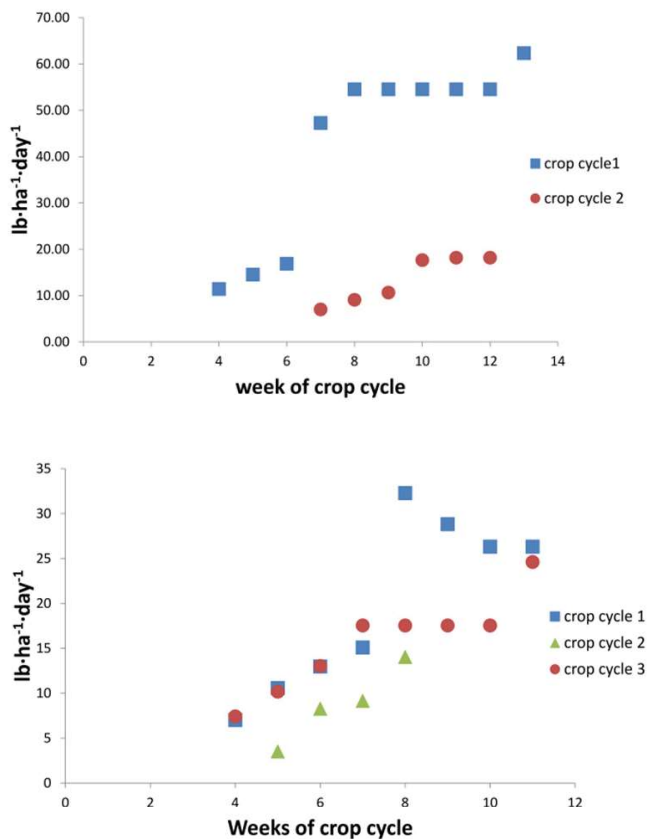 70.00
60.00
50.00
40.00
30.00
20.00
10.00
0.00
lb·ha⁻¹·day⁻¹
0 2 4 6 8 10 12 14
week of crop cycle
crop cycle1
crop cycle 2
35
30
25
20
15
10
5
0
lb·ha⁻¹·day⁻¹
0 2 4 6 8 10 12
Weeks of crop cycle
crop cycle 1
crop cycle 2
crop cycle 3